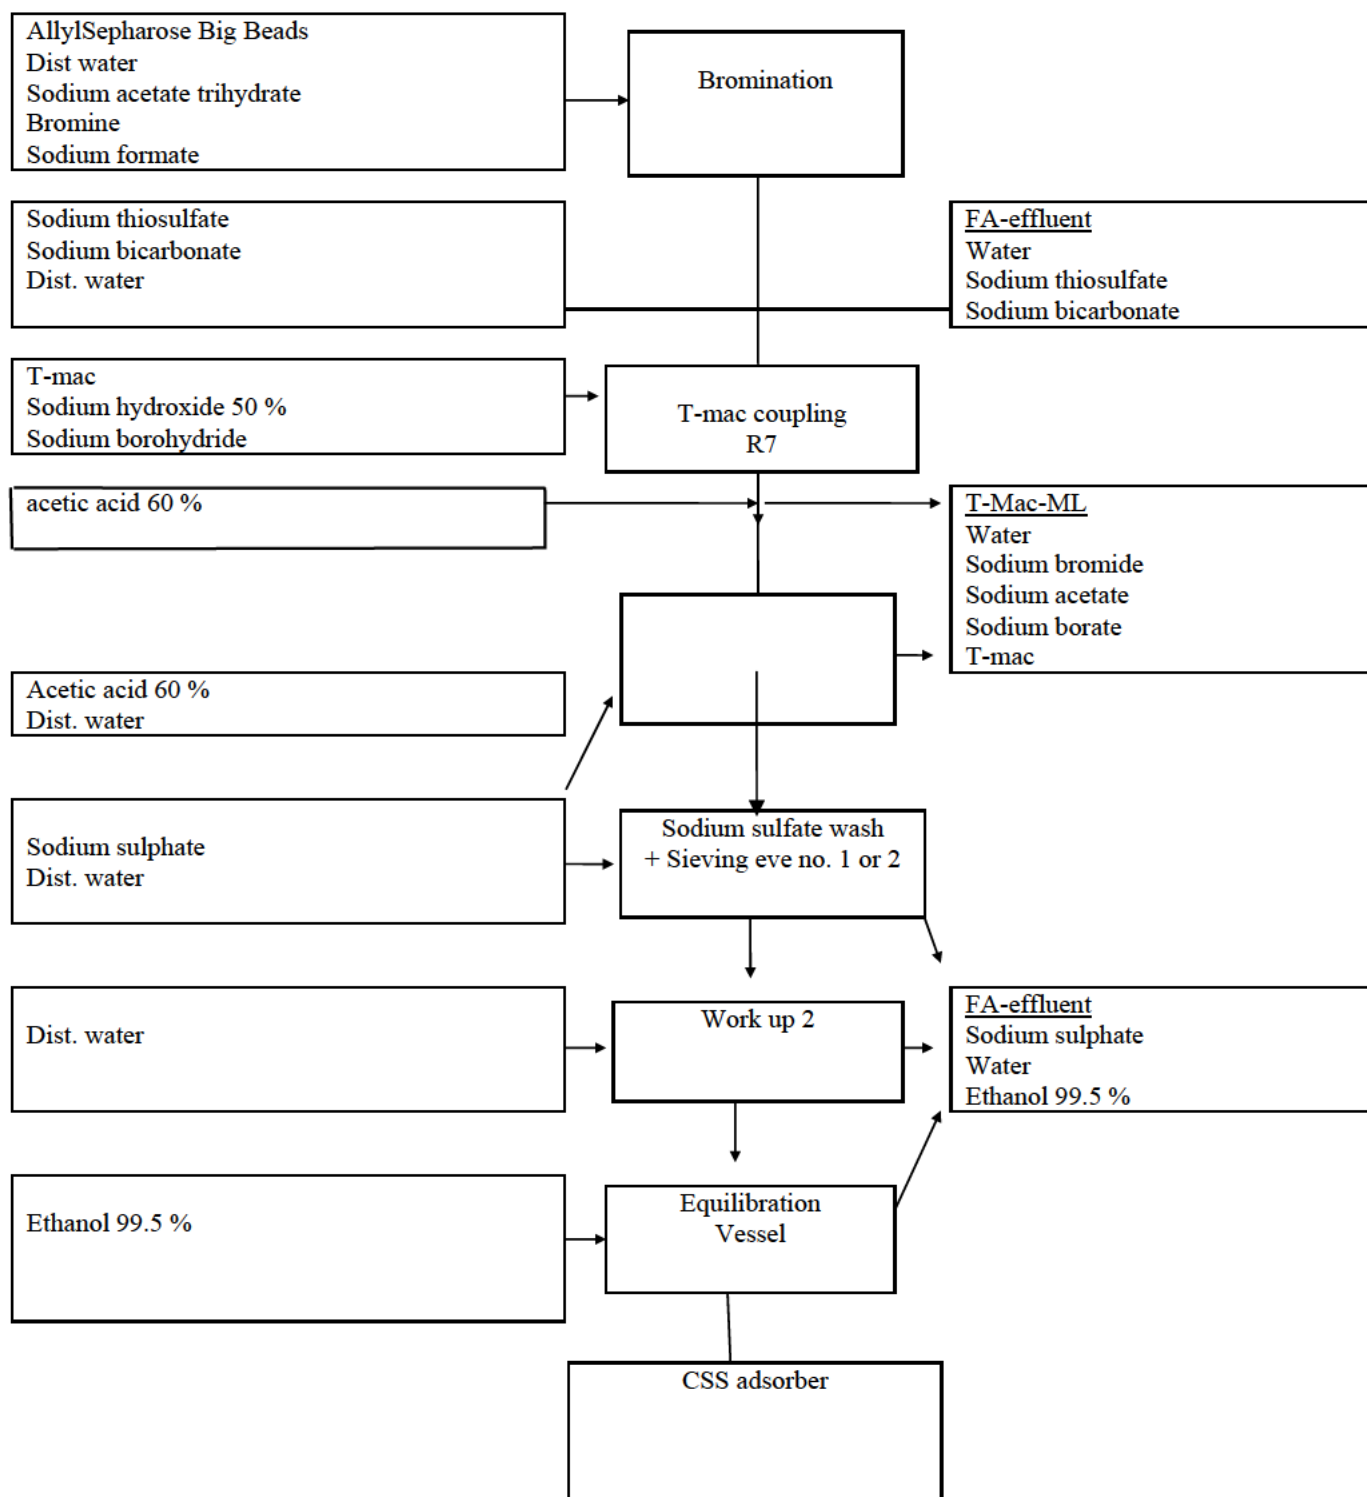 AllylSepharose Big Beads
Dist water
Sodium acetate trihydrate
Bromine
Sodium formate
Bromination
Sodium thiosulfate
Sodium bicarbonate
Dist. water
FA-effluent
Water
Sodium thiosulfate
Sodium bicarbonate
T-mac
Sodium hydroxide 50 %
Sodium borohydride
T-mac coupling
R7
acetic acid 60 %
T-Mac-ML
Water
Sodium bromide
Sodium acetate
Sodium borate
T-mac
Acetic acid 60 %
Dist. water
Sodium sulphate
Dist. water
Sodium sulfate wash
+ Sieving eve no. 1 or 2
Dist. water
Work up 2
FA-effluent
Sodium sulphate
Water
Ethanol 99.5 %
Ethanol 99.5 %
Equilibration
Vessel
CSS adsorber